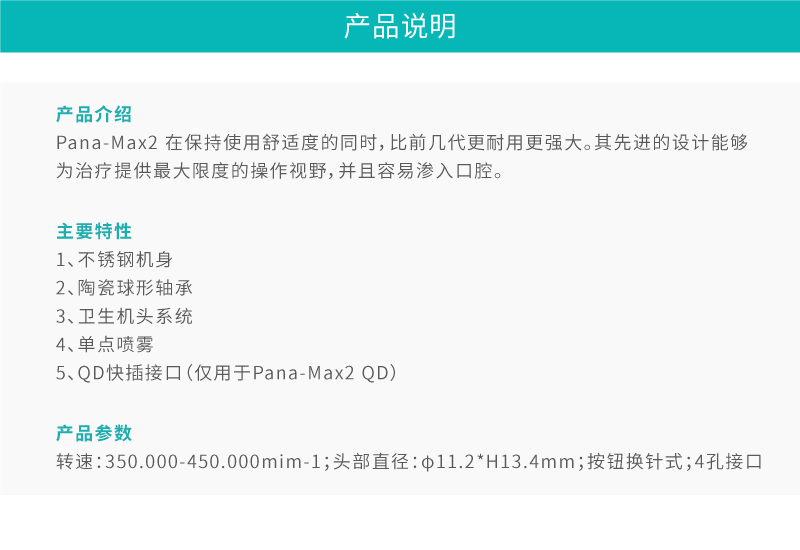 产品说明
产品介绍
Pana-Max2 在保持使用舒适度的同时，比前几代更耐用更强大。其先进的设计能够
为治疗提供最大限度的操作视野，并且容易渗入口腔。
主要特性
1、不锈钢机身
2、陶瓷球形轴承
3、卫生机头系统
4、单点喷雾
5、QD快插接口（仅用于Pana-Max2 QD）
产品参数
转速：350.000-450.000mim-1；头部直径：φ11.2*H13.4mm；按钮换针式；4孔接口